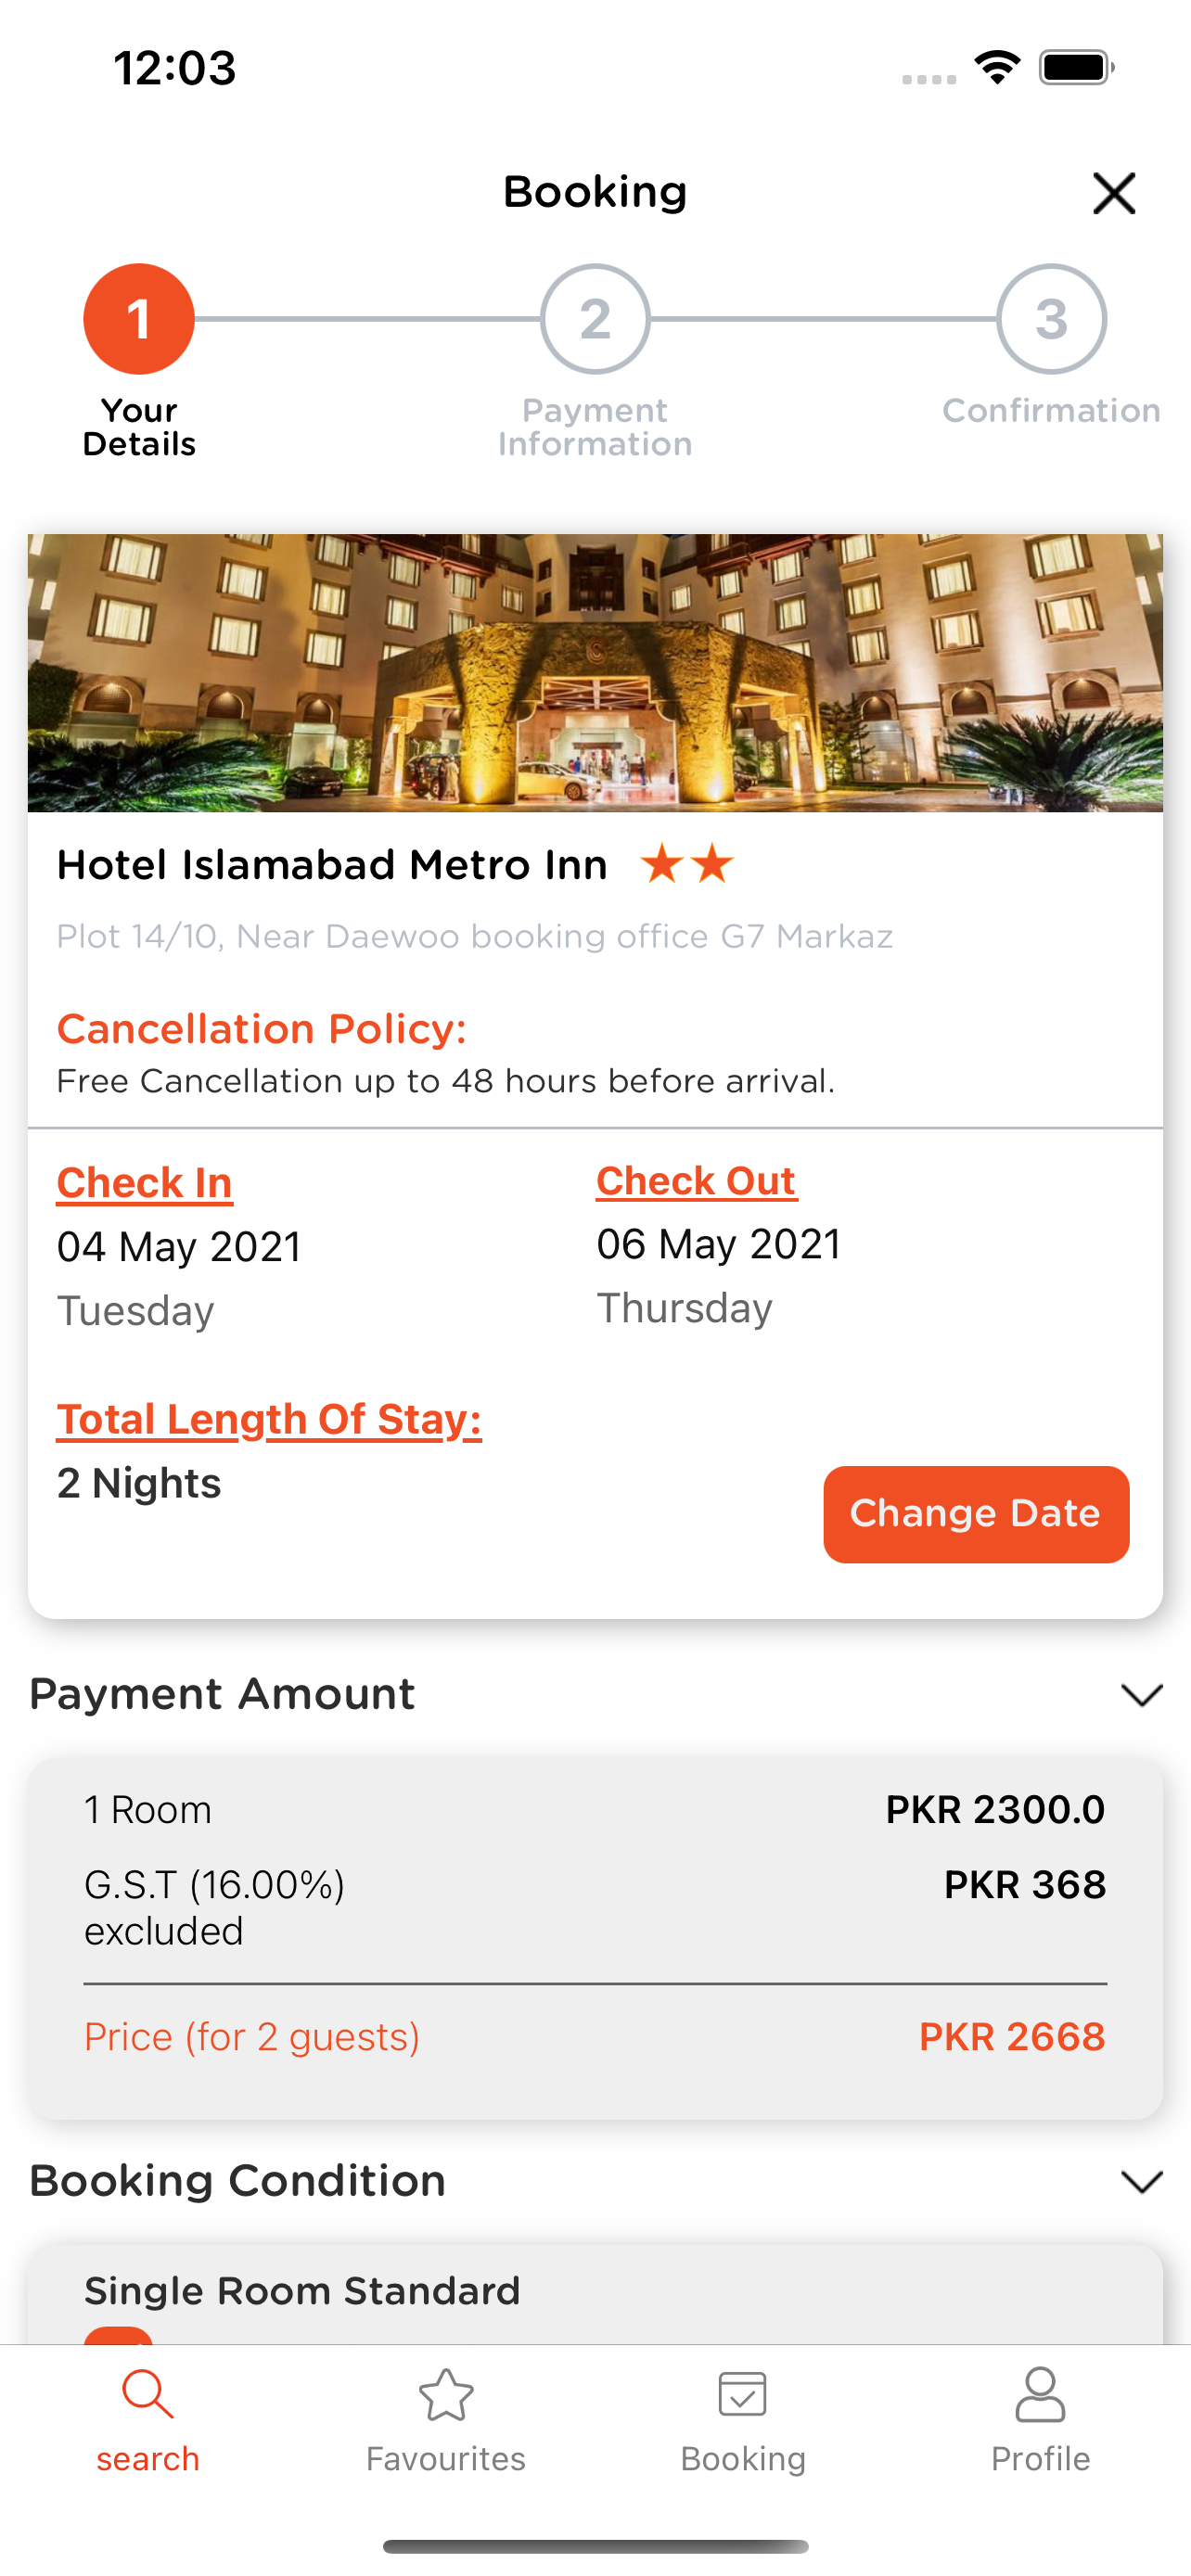 12:03
Booking
1
2
3
Your
Details
Payment
Information
Confirmation
Hotel Islamabad Metro Inn
Plot 14/10, Near Daewoo booking office G7 Markaz
Cancellation Policy:
Free Cancellation up to 48 hours before arrival.
Check In
04 May 2021
Tuesday
Check Out
06 May 2021
Thursday
Total Length Of Stay:
2 Nights
Change Date
Payment Amount
1 Room PKR 2300.0
G.S.T (16.00%) PKR 368
excluded
Price (for 2 guests) PKR 2668
Booking Condition
Single Room Standard
search Favourites Booking Profile